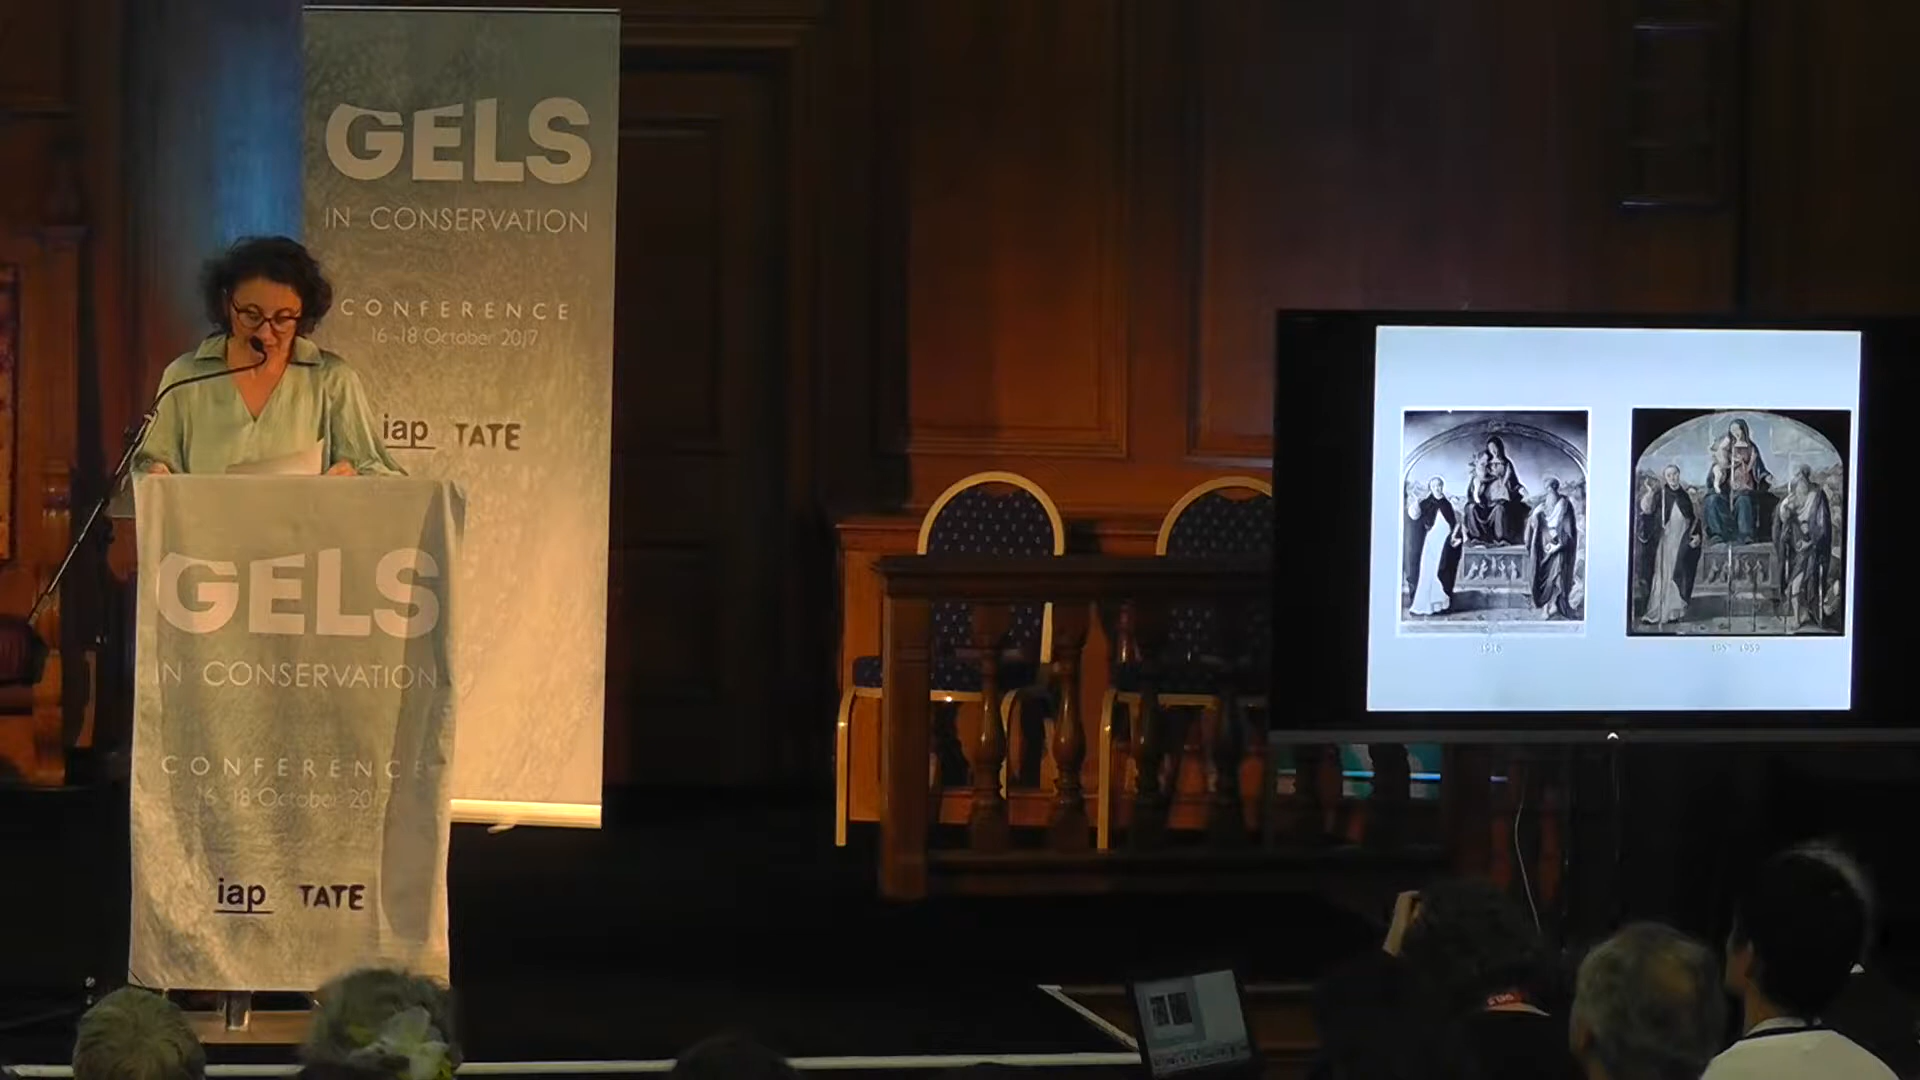 GELS
IN CONSERVATION
CONFERENCE
16-18 October 2017
iap TATE
GELS
IN CONSERVATION
CONFERENCE
16-18 October 2017
iap TATE
1959